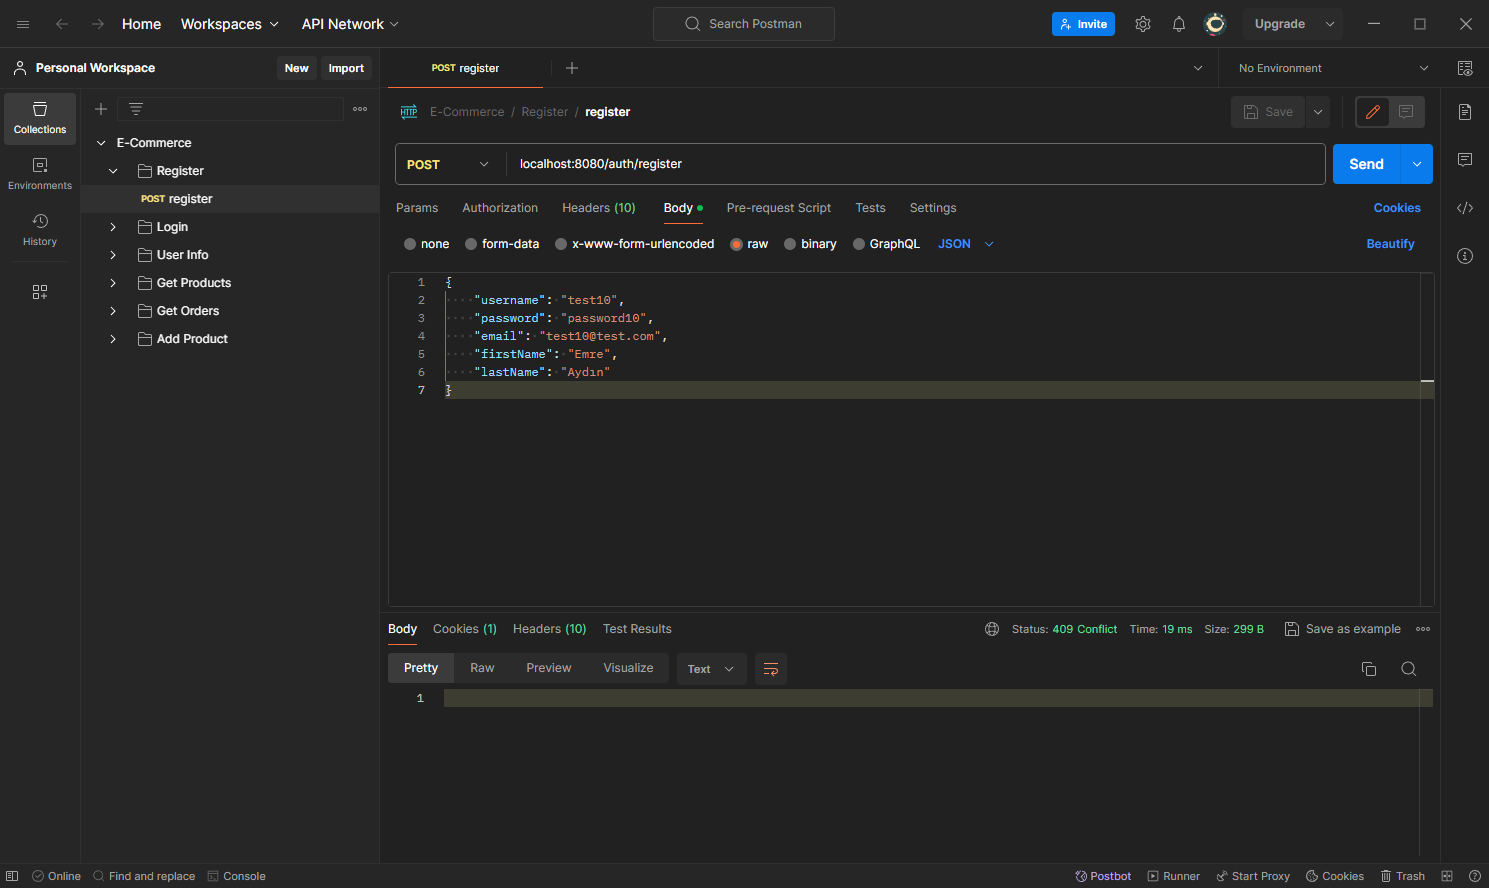 Home Workspaces API Network Search Postman Invite Upgrade
Personal Workspace New Import
POST register No Environment
Collections
Environments
History
E-Commerce
Register
POST register
Login
User Info
Get Products
Get Orders
Add Product
HTTP E-Commerce / Register / register Save
POST localhost:8080/auth/register Send
Params Authorization Headers (10) Body Pre-request Script Tests Settings Cookies
none form-data x-www-form-urlencoded raw binary GraphQL JSON Beautify
1 {
2 "username": "test10",
3 "password": "password10",
4 "email": "test10@test.com",
5 "firstName": "Emre",
6 "lastName": "Aydın"
7 }
Body Cookies (1) Headers (10) Test Results Status: 409 Conflict Time: 19 ms Size: 299 B Save as example
Pretty Raw Preview Visualize Text
1
Online Find and replace Console Postbot Runner Start Proxy Cookies Trash